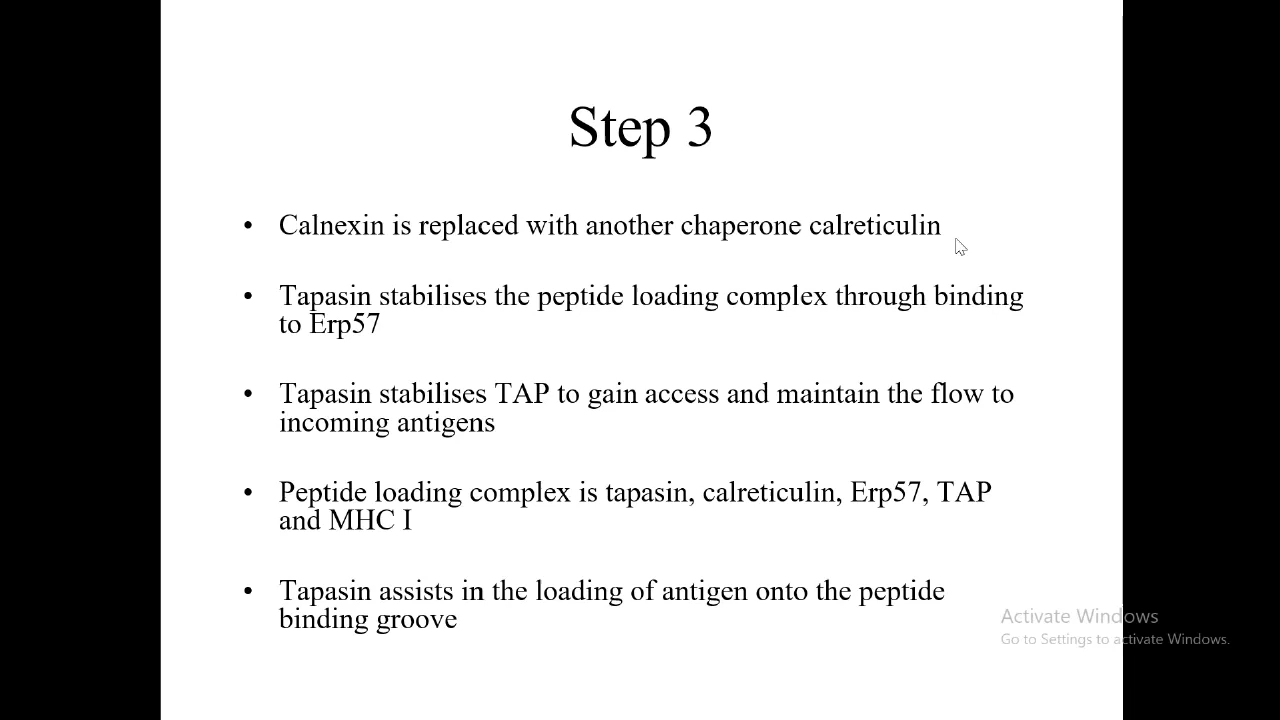 Step 3
• Calnexin is replaced with another chaperone calreticulin
• Tapasin stabilises the peptide loading complex through binding
to Erp57
• Tapasin stabilises TAP to gain access and maintain the flow to
incoming antigens
• Peptide loading complex is tapasin, calreticulin, Erp57, TAP
and MHC I
• Tapasin assists in the loading of antigen onto the peptide
binding groove
Activate Windows
Go to Settings to activate Windows.